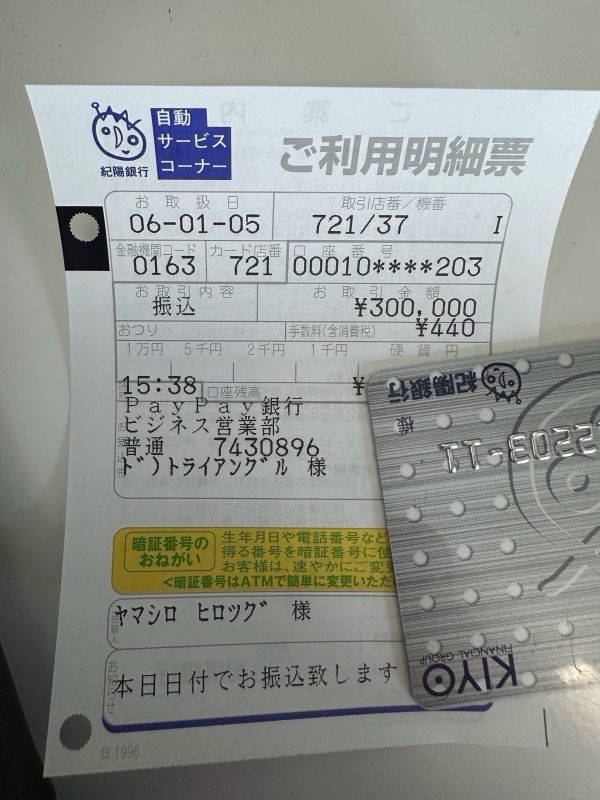 紀陽銀行
自動
サービス
コーナー
ご利用明細票
お取扱日 取引店番/機番
06-01-05 721/37 I
金融機関コード カード店番 口座番号
0163 721 00010****203
お取引内容 お取引金額
振込 ¥300,000
おつり 手数料(含消費税) ¥440
1万円 5千円 2千円 1千円 硬貨円
15:38 口座残高 ¥
PayPay銀行
ビジネス営業部
普通 7430896
ド)トライアングル 様
暗証番号の
おねがい
生年月日や電話番号など
得る番号を暗証番号に使
お客様は、速やかにご変
<暗証番号はATMで簡単に変更いただ
依頼人
ヤマシロ ヒロツグ 様
お知らせ
本日日付でお振込致します
B 1996
紀陽銀行
様
2203-11
KIYO
FINANCIAL GROUP